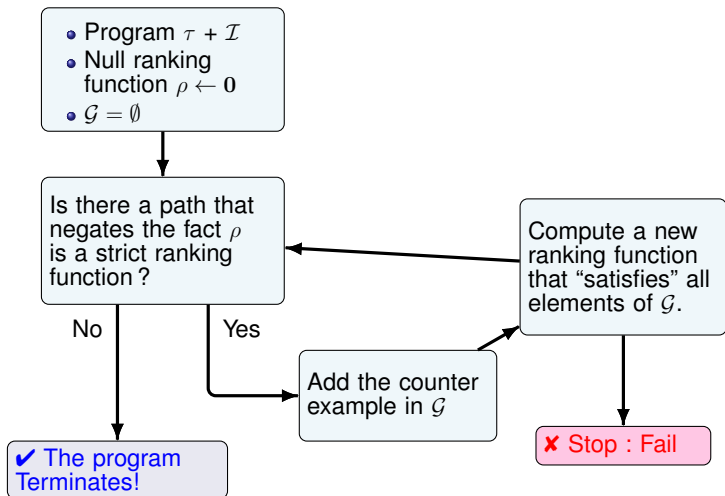 Program τ + ℐ
Null ranking
function ρ ← 0
𝒢 = ∅
Is there a path that
negates the fact ρ
is a strict ranking
function ?
No
Yes
Add the counter
example in 𝒢
Compute a new
ranking function
that “satisfies” all
elements of 𝒢.
✔ The program
Terminates!
✘ Stop : Fail